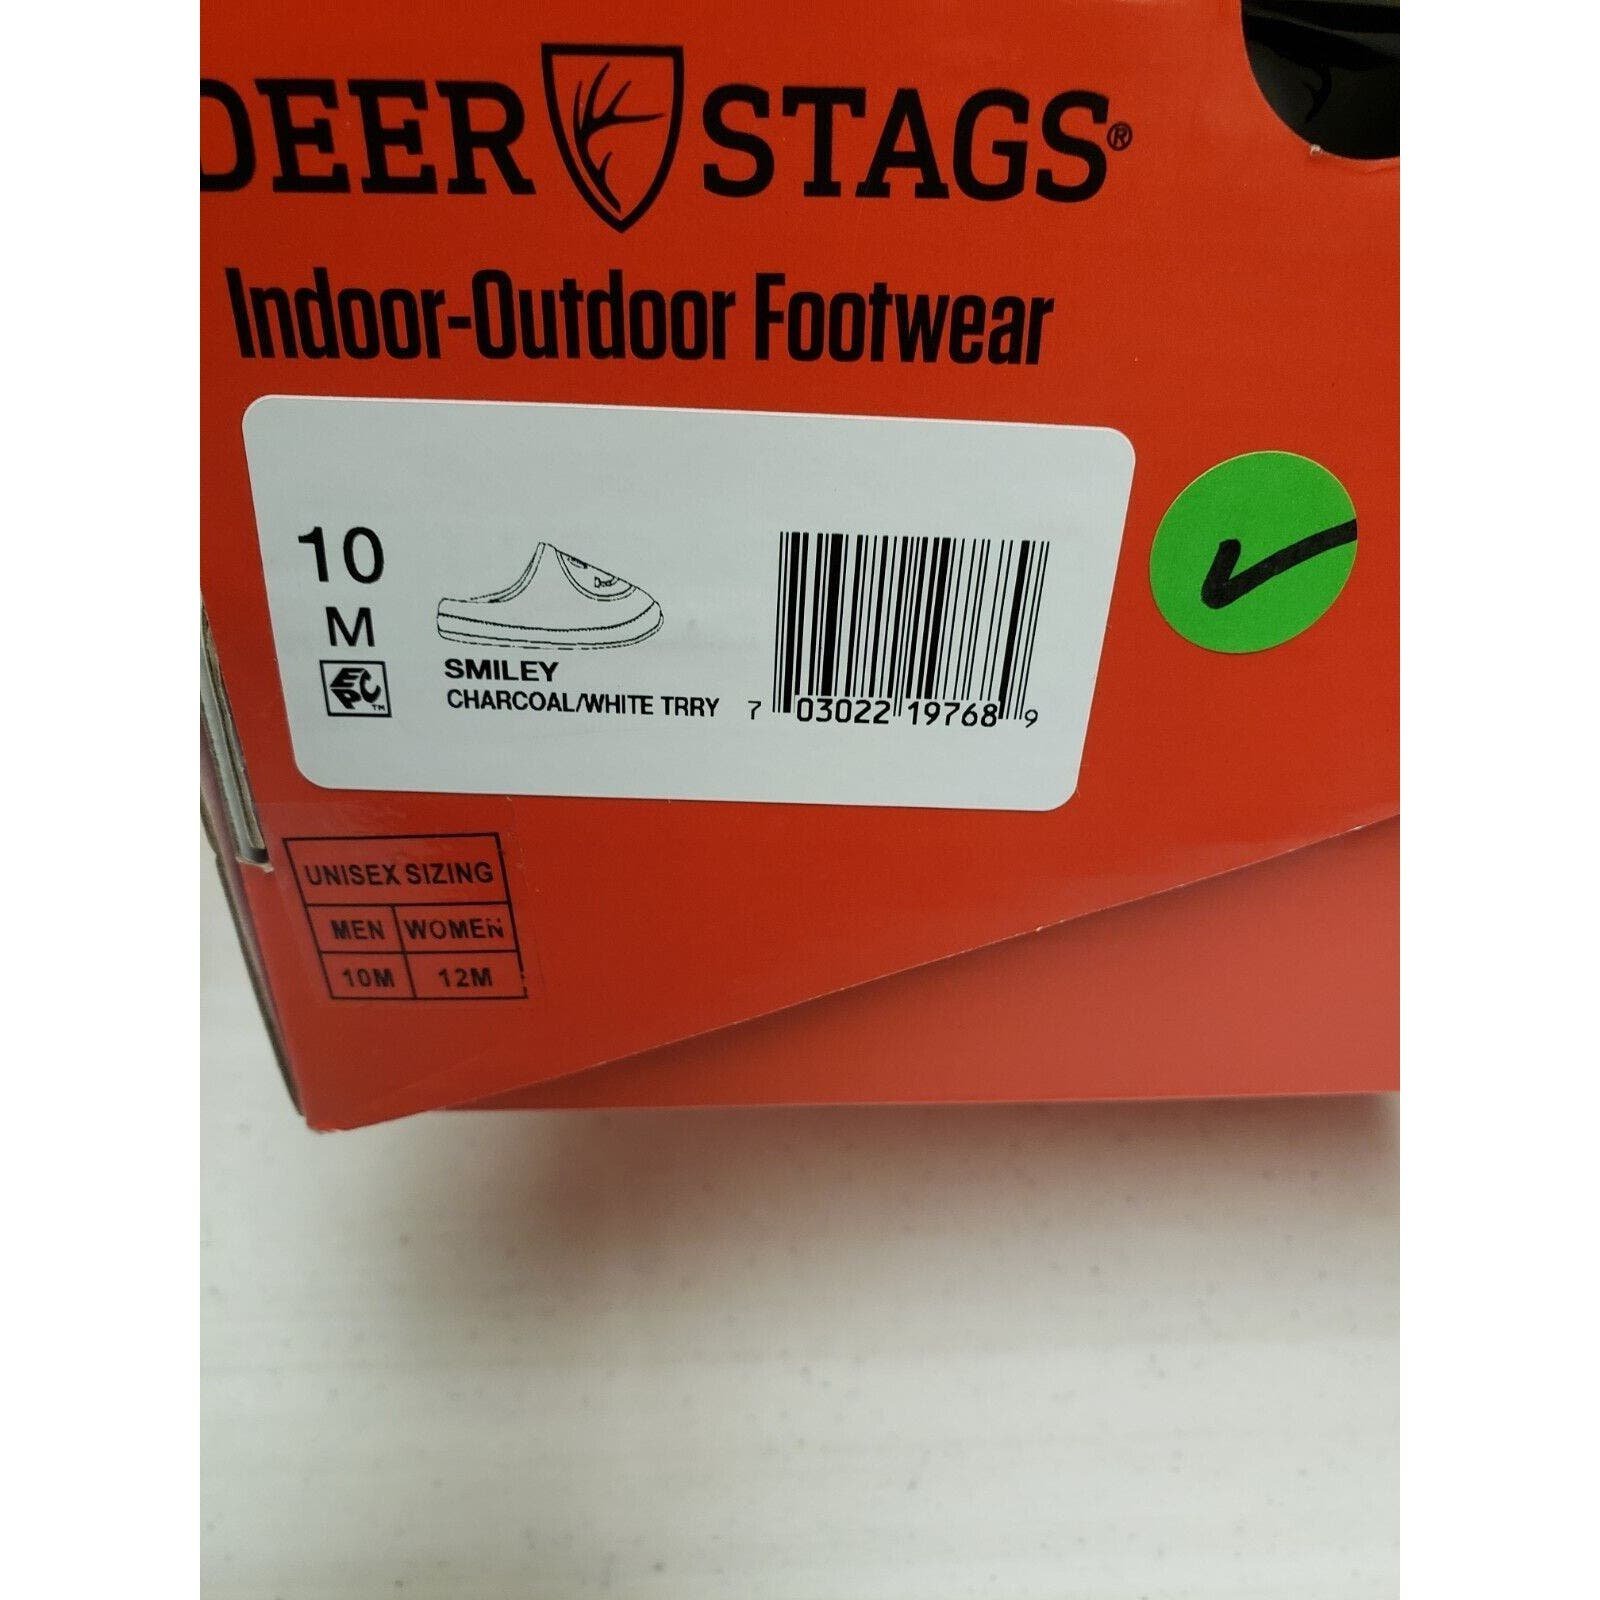 DEER STAGS®
Indoor-Outdoor Footwear
10
M
EPC™
SMILEY
CHARCOAL/WHITE TRRY
7 03022 19768 9
UNISEX SIZING
MEN WOMEN
10M 12M